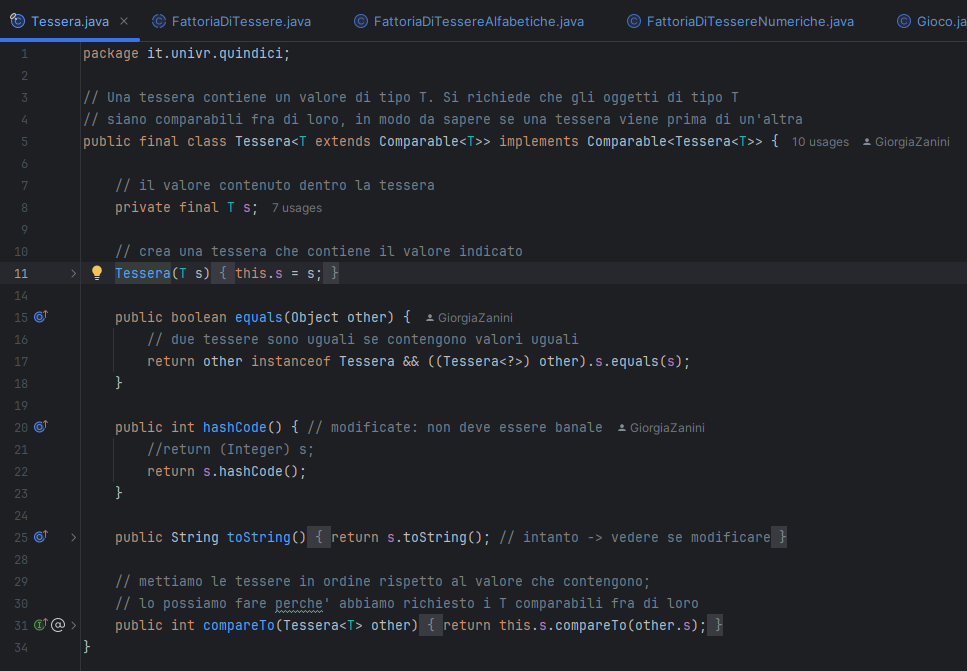 Tessera.java × FattoriaDiTessere.java FattoriaDiTessereAlfabetiche.java FattoriaDiTessereNumeriche.java Gioco.ja
1 package it.univr.quindici;
2
3 // Una tessera contiene un valore di tipo T. Si richiede che gli oggetti di tipo T
4 // siano comparabili fra di loro, in modo da sapere se una tessera viene prima di un'altra
5 public final class Tessera<T extends Comparable<T>> implements Comparable<Tessera<T>> { 10 usages GiorgiaZanini
6
7 // il valore contenuto dentro la tessera
8 private final T s; 7 usages
9
10 // crea una tessera che contiene il valore indicato
11 Tessera(T s) { this.s = s; }
14
15 public boolean equals(Object other) { GiorgiaZanini
16 // due tessere sono uguali se contengono valori uguali
17 return other instanceof Tessera && ((Tessera<?>) other).s.equals(s);
18 }
19
20 public int hashCode() { // modificate: non deve essere banale GiorgiaZanini
21 //return (Integer) s;
22 return s.hashCode();
23 }
24
25 public String toString() { return s.toString(); // intanto -> vedere se modificare }
28
29 // mettiamo le tessere in ordine rispetto al valore che contengono;
30 // lo possiamo fare perche' abbiamo richiesto i T comparabili fra di loro
31 public int compareTo(Tessera<T> other) { return this.s.compareTo(other.s); }
34 }